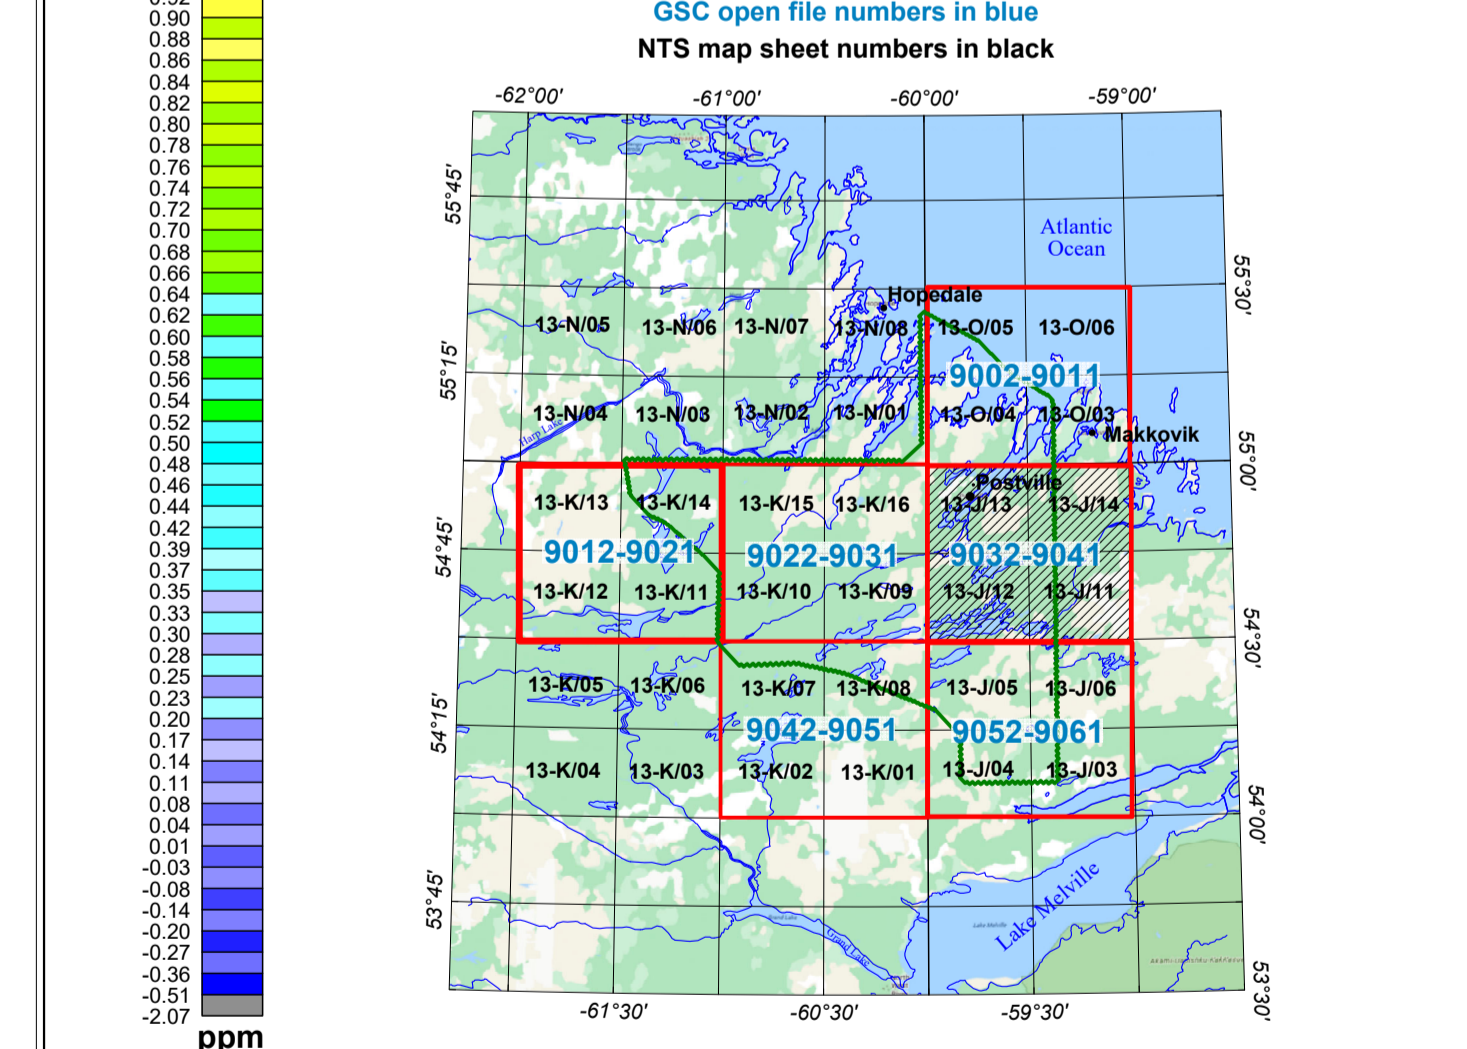 GSC open file numbers in blue
NTS map sheet numbers in black
-62°00'
-61°00'
-60°00'
-59°00'
55°45'
55°30'
55°15'
55°00'
54°45'
54°30'
54°15'
54°00'
53°45'
53°30'
-61°30'
-60°30'
-59°30'
Atlantic
Ocean
Hopedale
13-N/05
13-N/06
13-N/07
13-N/08
13-O/05
13-O/06
9002-9011
13-N/04
13-N/03
13-N/02
13-N/01
13-O/04
13-O/03
Harp Lake
Makkovik
Postville
13-K/13
13-K/14
13-K/15
13-K/16
13-J/13
13-J/14
9012-9021
9022-9031
9032-9041
13-K/12
13-K/11
13-K/10
13-K/09
13-J/12
13-J/11
13-K/05
13-K/06
13-K/07
13-K/08
13-J/05
13-J/06
9042-9051
9052-9061
13-K/04
13-K/03
13-K/02
13-K/01
13-J/04
13-J/03
Grand Lake
Grand Lake
Lake Melville
Lake Melville
0.92
0.90
0.88
0.86
0.84
0.82
0.80
0.78
0.76
0.74
0.72
0.70
0.68
0.66
0.64
0.62
0.60
0.58
0.56
0.54
0.52
0.50
0.48
0.46
0.44
0.42
0.39
0.37
0.35
0.33
0.30
0.28
0.25
0.23
0.20
0.17
0.14
0.11
0.08
0.04
0.01
-0.03
-0.08
-0.14
-0.20
-0.27
-0.36
-0.51
-2.07
ppm